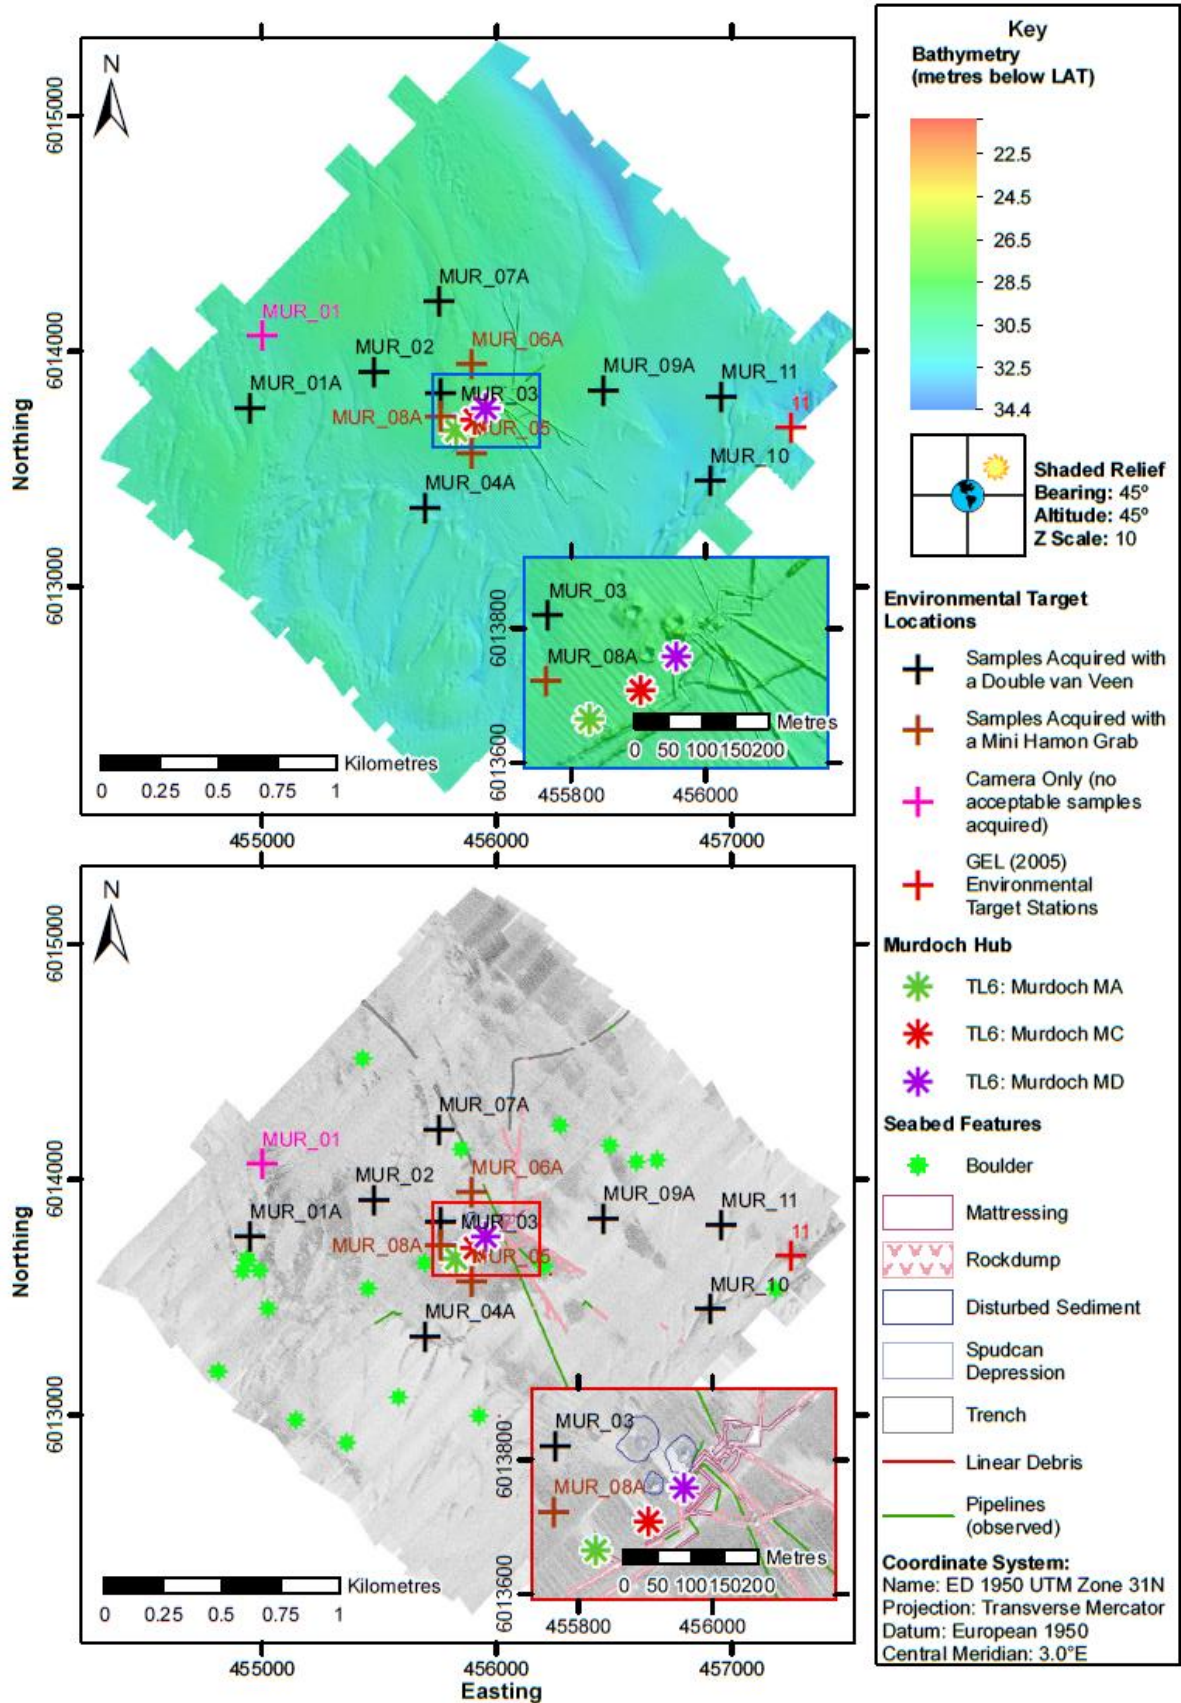 N
6015000
6014000
6013000
Northing
MUR_07A
MUR_01
MUR_06A
MUR_02
MUR_09A
MUR_11
MUR_01A
MUR_03
MUR_08A
MUR_05
11
MUR_10
MUR_04A
MUR_03
MUR_08A
6013800
6013600
Metres
0 50 100150200
455800 456000
Kilometres
0 0.25 0.5 0.75 1
455000 456000 457000
N
6015000
6014000
6013000
Northing
MUR_07A
MUR_01
MUR_06A
MUR_02
MUR_09A
MUR_11
MUR_01A
MUR_03
MUR_08A
MUR_05
11
MUR_10
MUR_04A
MUR_03
MUR_08A
6013800
6013600
Metres
0 50 100150200
455800 456000
Kilometres
0 0.25 0.5 0.75 1
455000 456000 457000
Easting
Key
Bathymetry
(metres below LAT)
22.5
24.5
26.5
28.5
30.5
32.5
34.4
Shaded Relief
Bearing: 45º
Altitude: 45º
Z Scale: 10
Environmental Target
Locations
Samples Acquired with
a Double van Veen
Samples Acquired with
a Mini Hamon Grab
Camera Only (no
acceptable samples
acquired)
GEL (2005)
Environmental
Target Stations
Murdoch Hub
TL6: Murdoch MA
TL6: Murdoch MC
TL6: Murdoch MD
Seabed Features
Boulder
Mattressing
Rockdump
Disturbed Sediment
Spudcan
Depression
Trench
Linear Debris
Pipelines
(observed)
Coordinate System:
Name: ED 1950 UTM Zone 31N
Projection: Transverse Mercator
Datum: European 1950
Central Meridian: 3.0°E